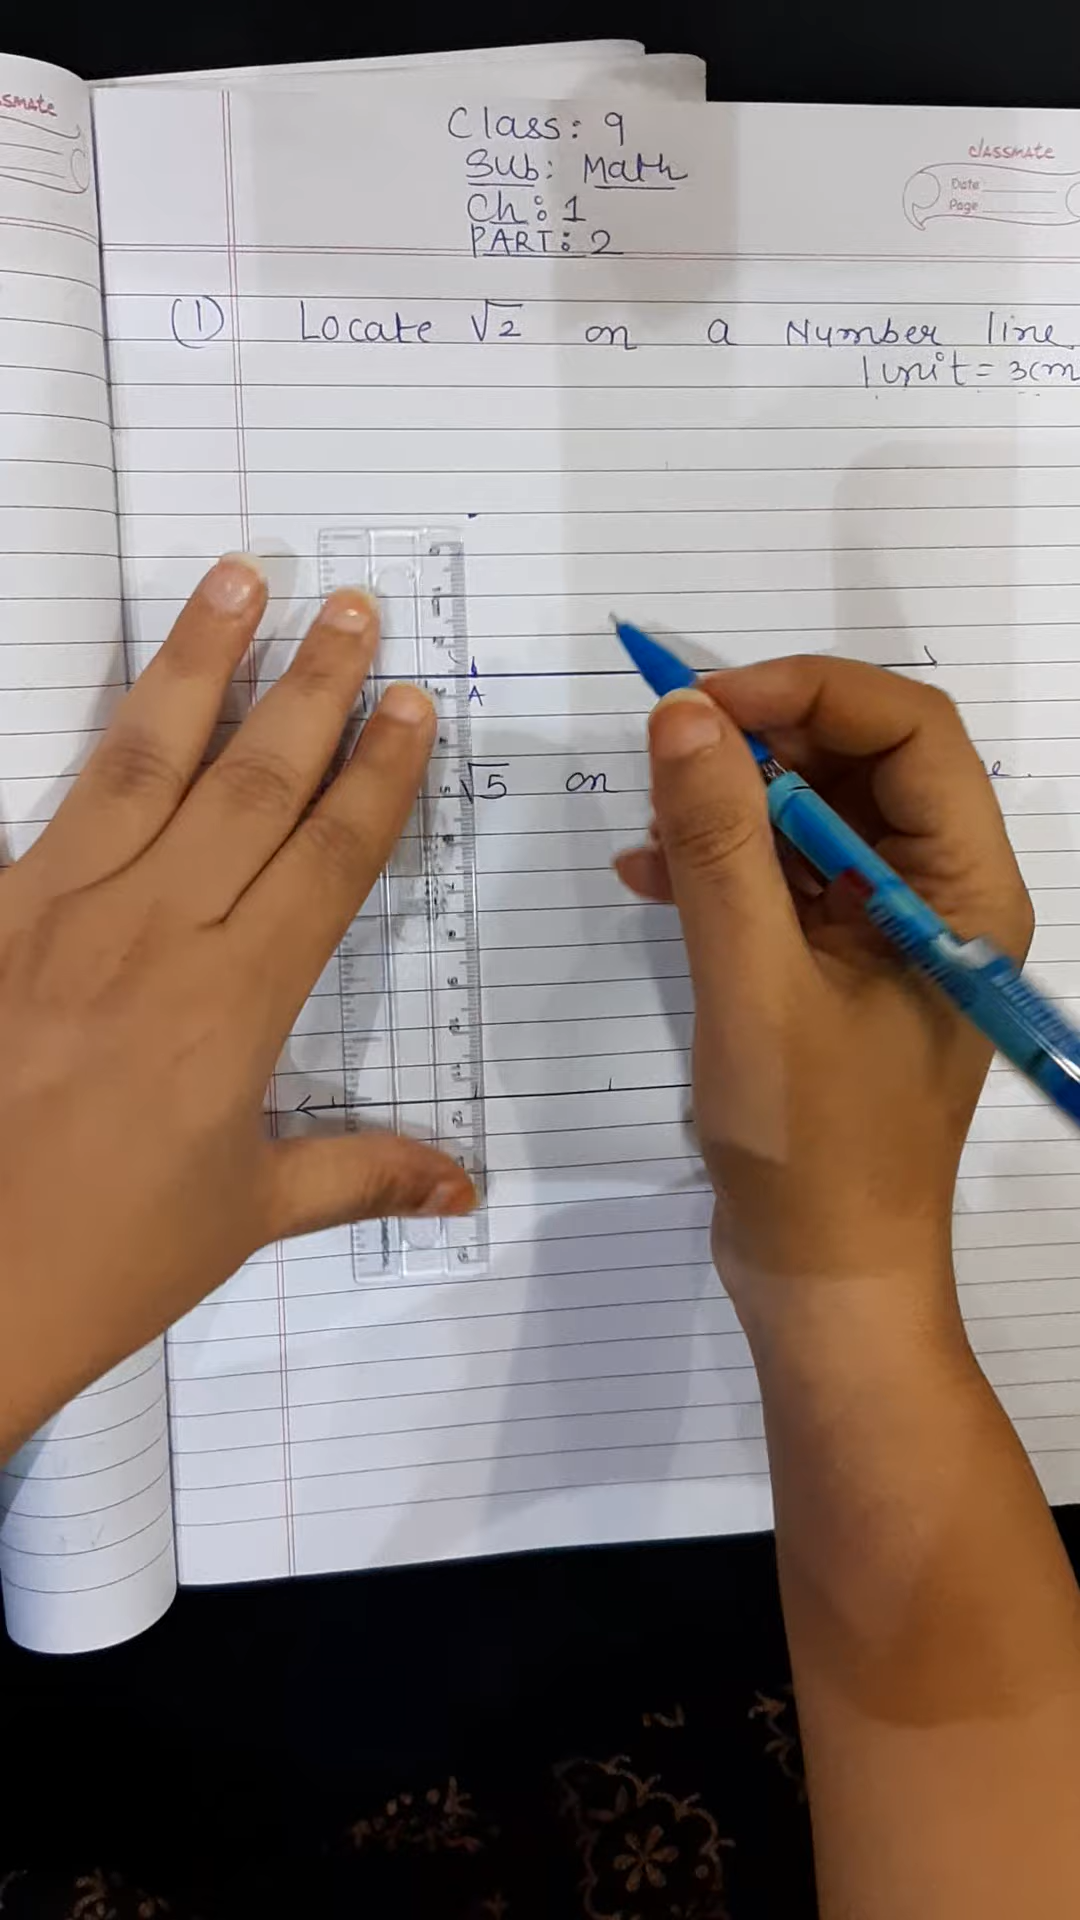 smate
Class: 9
Sub: Math
Ch: 1
PART: 2
classmate
Date
Page
(1) Locate √2 on a Number line.
1 unit = 3cm
A
√5 on